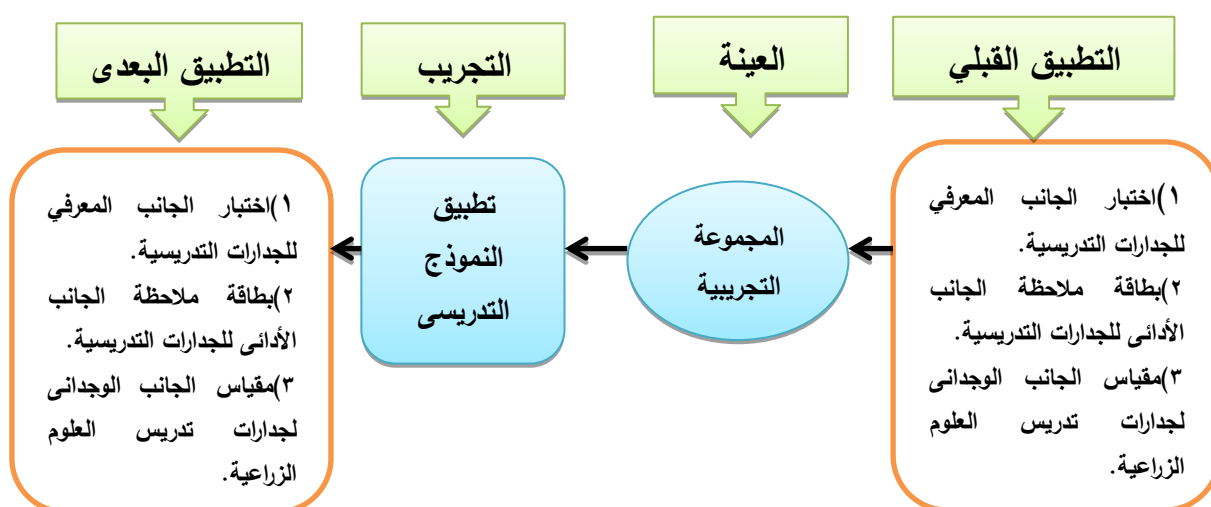 التطبيق القبلي
العينة
التجريب
التطبيق البعدى
١)اختبار الجانب المعرفي
للجدارات التدريسية.
٢)بطاقة ملاحظة الجانب
الأدائى للجدارات التدريسية.
٣)مقياس الجانب الوجدانى
لجدارات تدريس العلوم
الزراعية.
المجموعة
التجريبية
تطبيق
النموذج
التدريسى
١)اختبار الجانب المعرفي
للجدارات التدريسية.
٢)بطاقة ملاحظة الجانب
الأدائى للجدارات التدريسية.
٣)مقياس الجانب الوجدانى
لجدارات تدريس العلوم
الزراعية.